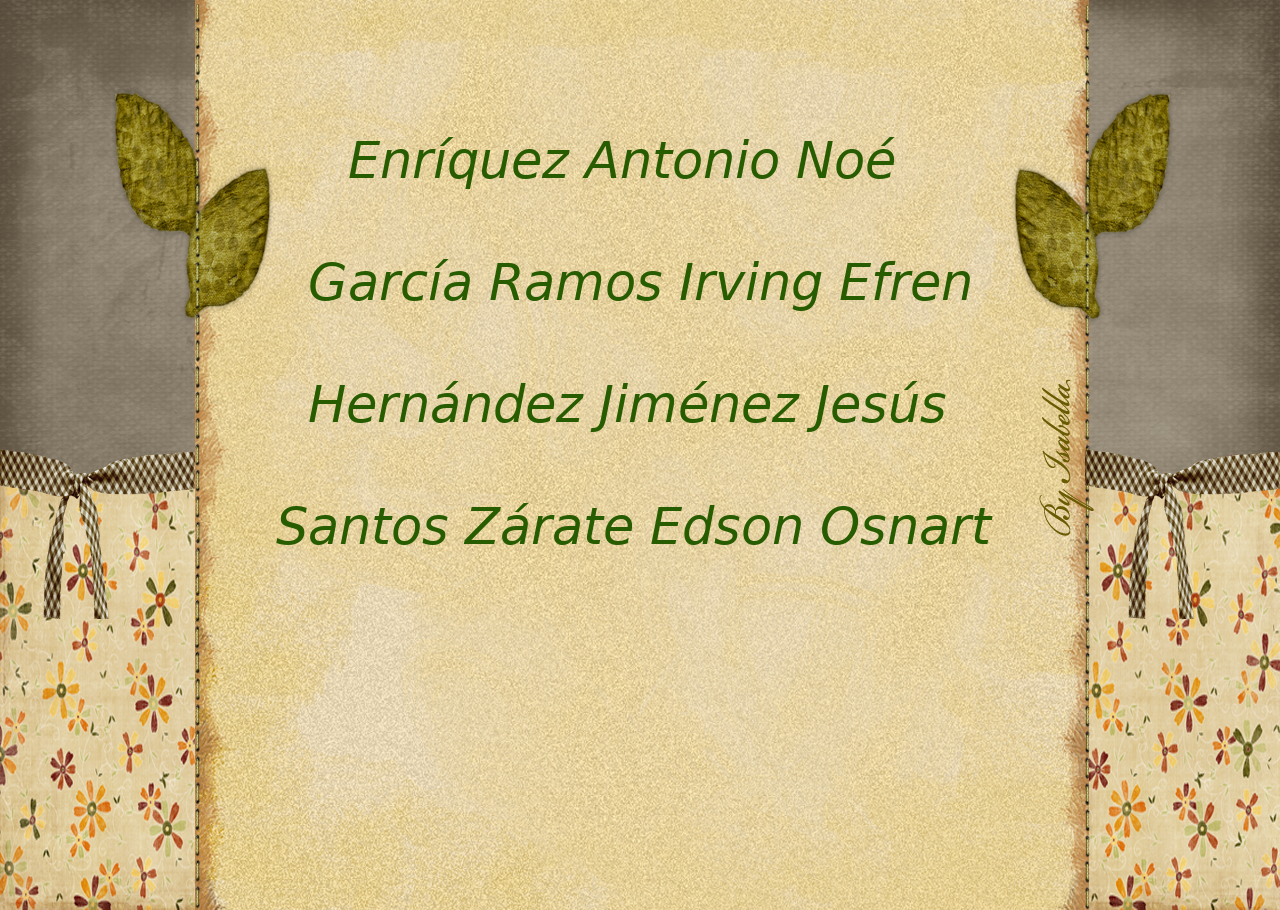 Enríquez Antonio Noé
García Ramos Irving Efren
Hernández Jiménez Jesús
Santos Zárate Edson Osnart
By Isabella